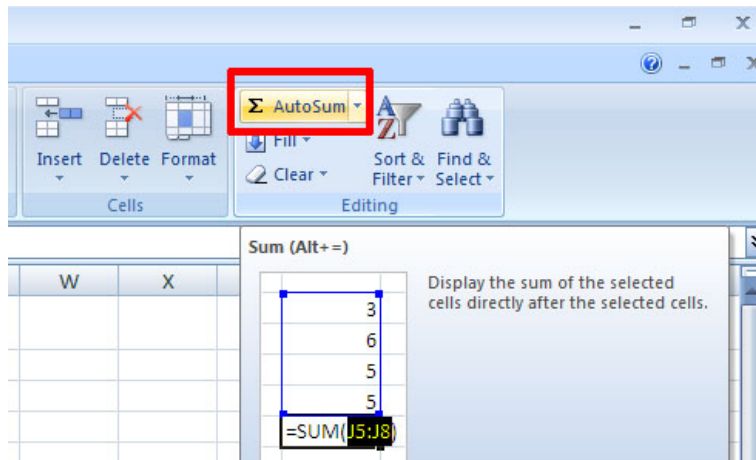 Σ AutoSum
Fill
Clear
Insert Delete Format
Sort & Filter
Find & Select
Cells
Editing
Sum (Alt+=)
Display the sum of the selected
cells directly after the selected cells.
W X
3
6
5
5
=SUM(J5:J8)